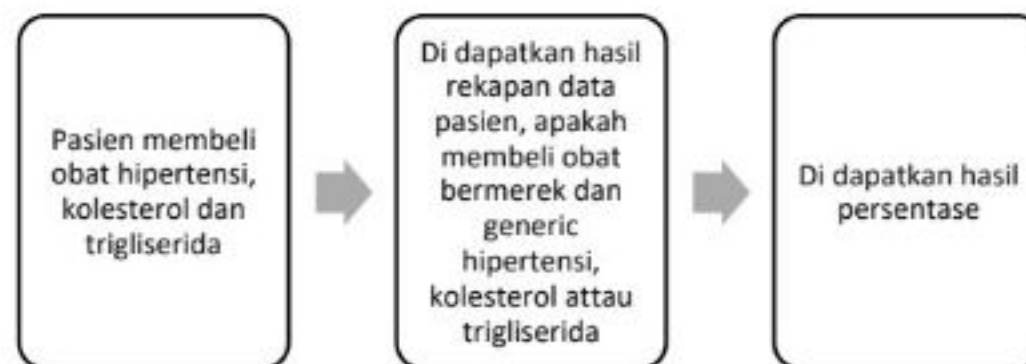 Pasien membeli
obat hipertensi,
kolesterol dan
trigliserida
Di dapatkan hasil
rekapan data
pasien, apakah
membeli obat
bermerek dan
generic
hipertensi,
kolesterol attau
trigliserida
Di dapatkan hasil
persentase